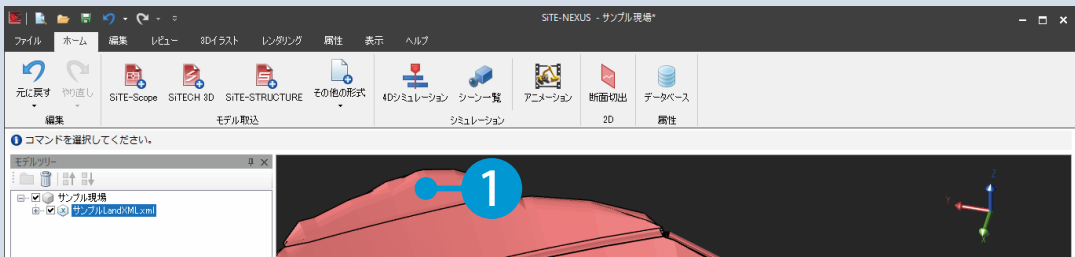 SiTE-NEXUS - サンプル現場*
ファイル ホーム 編集 レビュー 3Dイラスト レンダリング 属性 表示 ヘルプ
元に戻す やり直し SiTE-Scope SiTECH 3D SiTE-STRUCTURE その他の形式 4Dシミュレーション シーン一覧 アニメーション 断面切出 データベース
編集 モデル取込 シミュレーション 2D 属性
コマンドを選択してください。
モデルツリー
サンプル現場
サンプルLandXML.xml
1
Z
Y
X